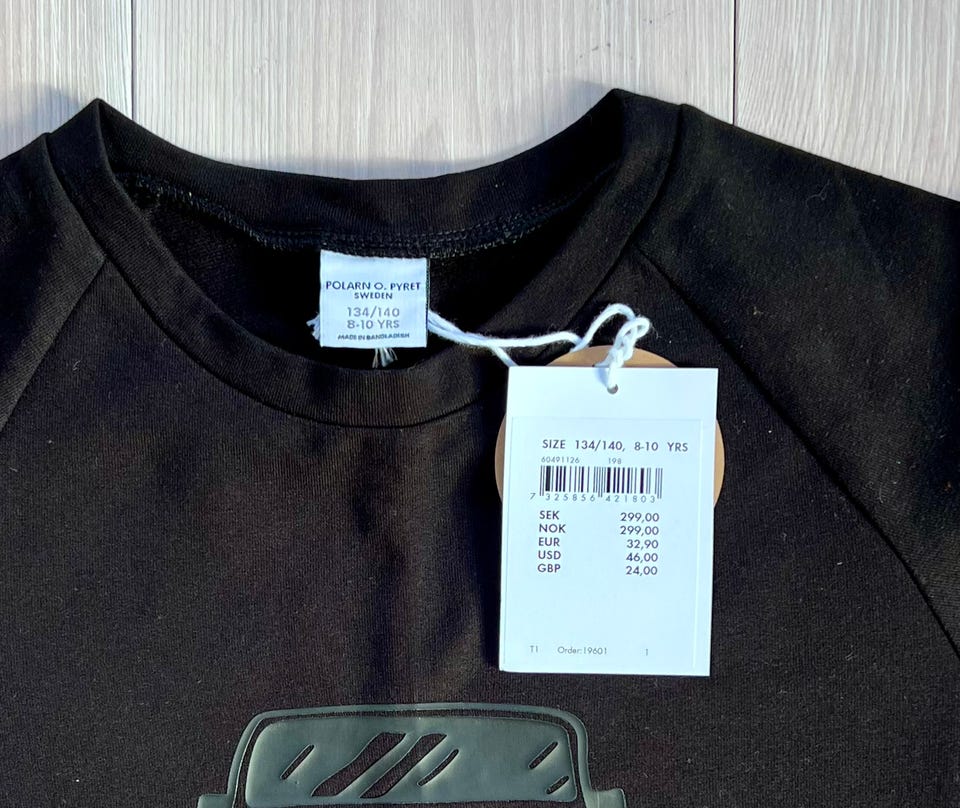 POLARN O. PYRET
SWEDEN
134/140
8-10 YRS
MADE IN BANGLADESH
SIZE 134/140, 8-10 YRS
60491126 198
7 325856 421803
SEK 299,00
NOK 299,00
EUR 32,90
USD 46,00
GBP 24,00
T1 Order:19601 1